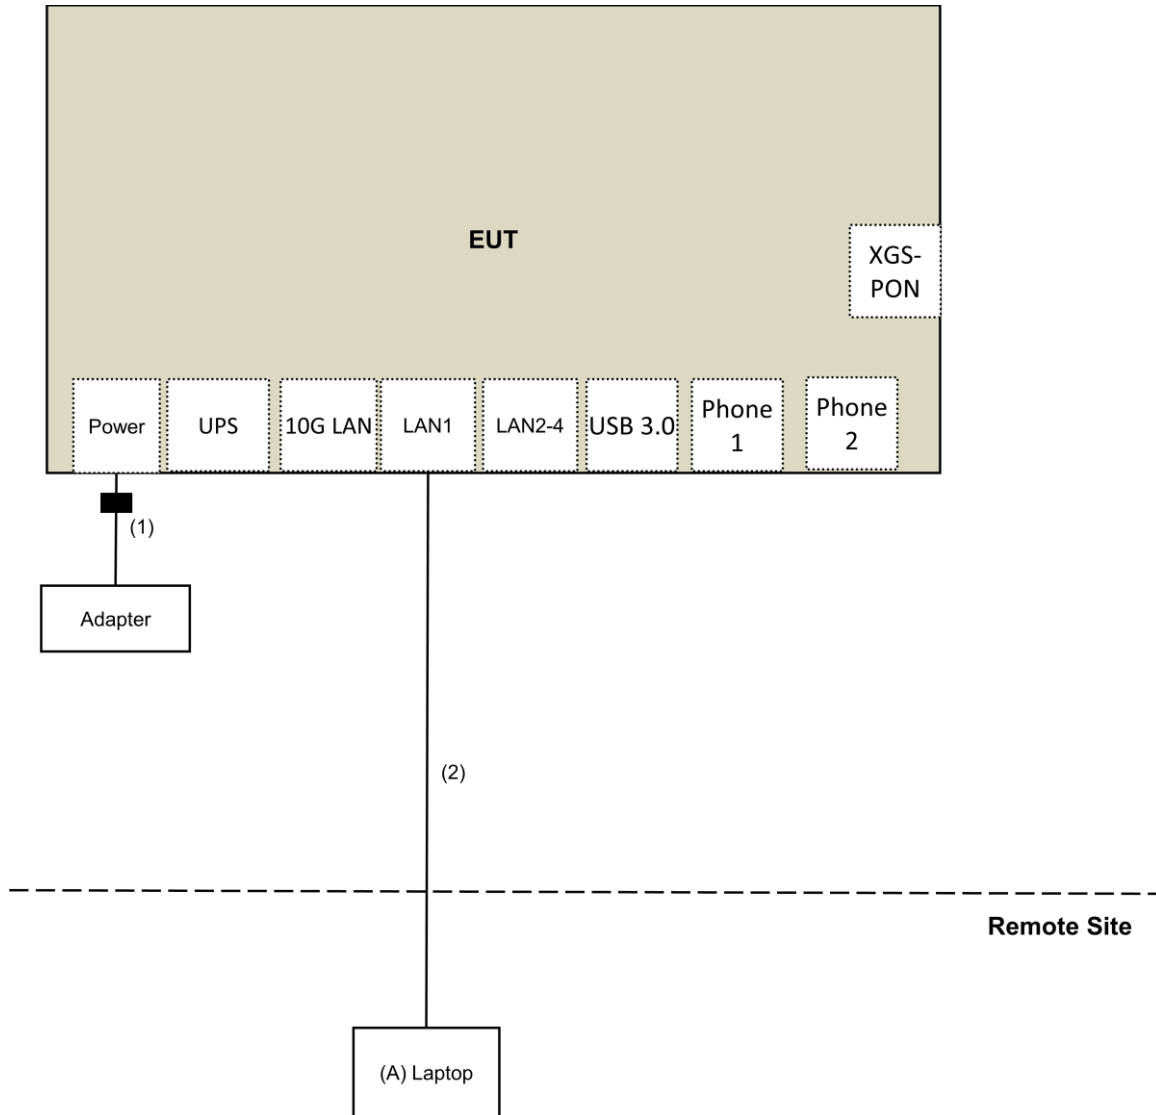 EUT
XGS-
PON
Power
UPS
10G LAN
LAN1
LAN2-4
USB 3.0
Phone
1
Phone
2
(1)
Adapter
(2)
Remote Site
(A) Laptop